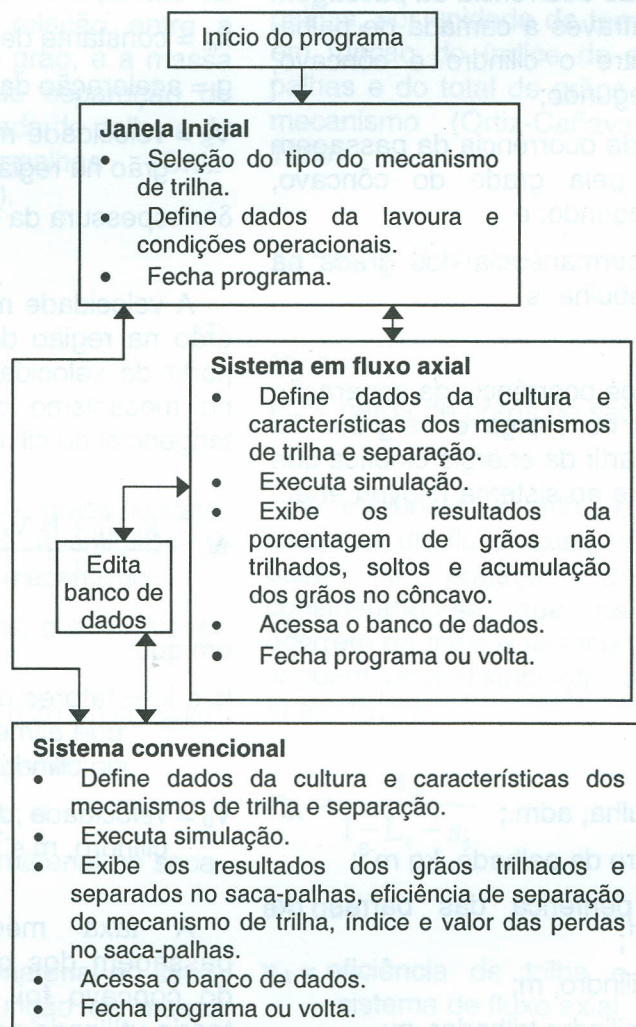 Início do programa
Janela Inicial
• Seleção do tipo do mecanismo
de trilha.
• Define dados da lavoura e
condições operacionais.
• Fecha programa.
Sistema em fluxo axial
• Define dados da cultura e
características dos mecanismos
de trilha e separação.
• Executa simulação.
• Exibe os resultados da
porcentagem de grãos não
trilhados, soltos e acumulação
dos grãos no côncavo.
• Acessa o banco de dados.
• Fecha programa ou volta.
Edita
banco de
dados
Sistema convencional
• Define dados da cultura e características dos
mecanismos de trilha e separação.
• Executa simulação.
• Exibe os resultados dos grãos trilhados e
separados no saca-palhas, eficiência de separação
do mecanismo de trilha, índice e valor das perdas
no saca-palhas.
• Acessa o banco de dados.
• Fecha programa ou volta.